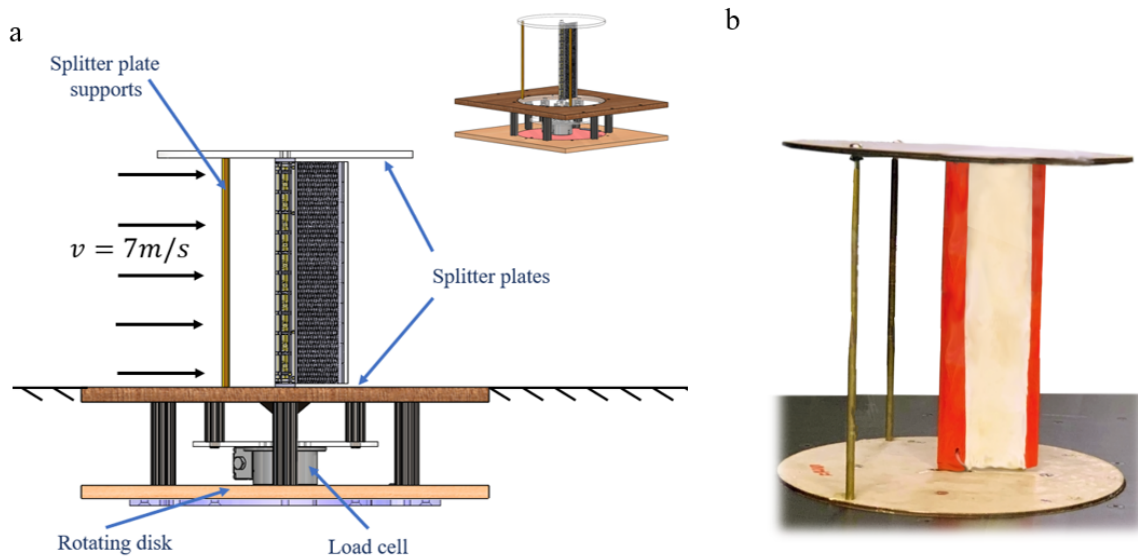 a
b
Splitter plate
supports
v = 7m/s
Splitter plates
Rotating disk
Load cell